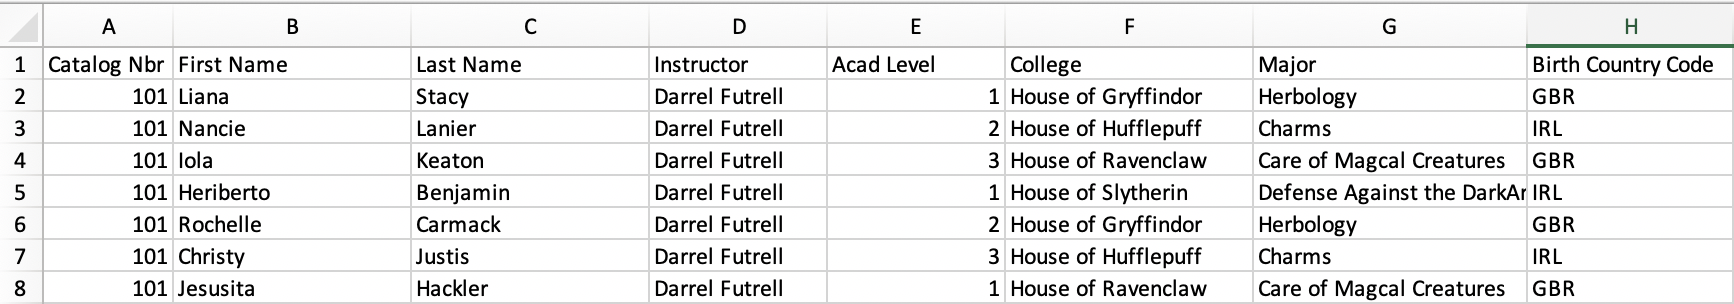 A B C D E F G H
1 Catalog Nbr First Name Last Name Instructor Acad Level College Major Birth Country Code
2 101 Liana Stacy Darrel Futrell 1 House of Gryffindor Herbology GBR
3 101 Nancie Lanier Darrel Futrell 2 House of Hufflepuff Charms IRL
4 101 Iola Keaton Darrel Futrell 3 House of Ravenclaw Care of Magcal Creatures GBR
5 101 Heriberto Benjamin Darrel Futrell 1 House of Slytherin Defense Against the DarkAr IRL
6 101 Rochelle Carmack Darrel Futrell 2 House of Gryffindor Herbology GBR
7 101 Christy Justis Darrel Futrell 3 House of Hufflepuff Charms IRL
8 101 Jesusita Hackler Darrel Futrell 1 House of Ravenclaw Care of Magcal Creatures GBR